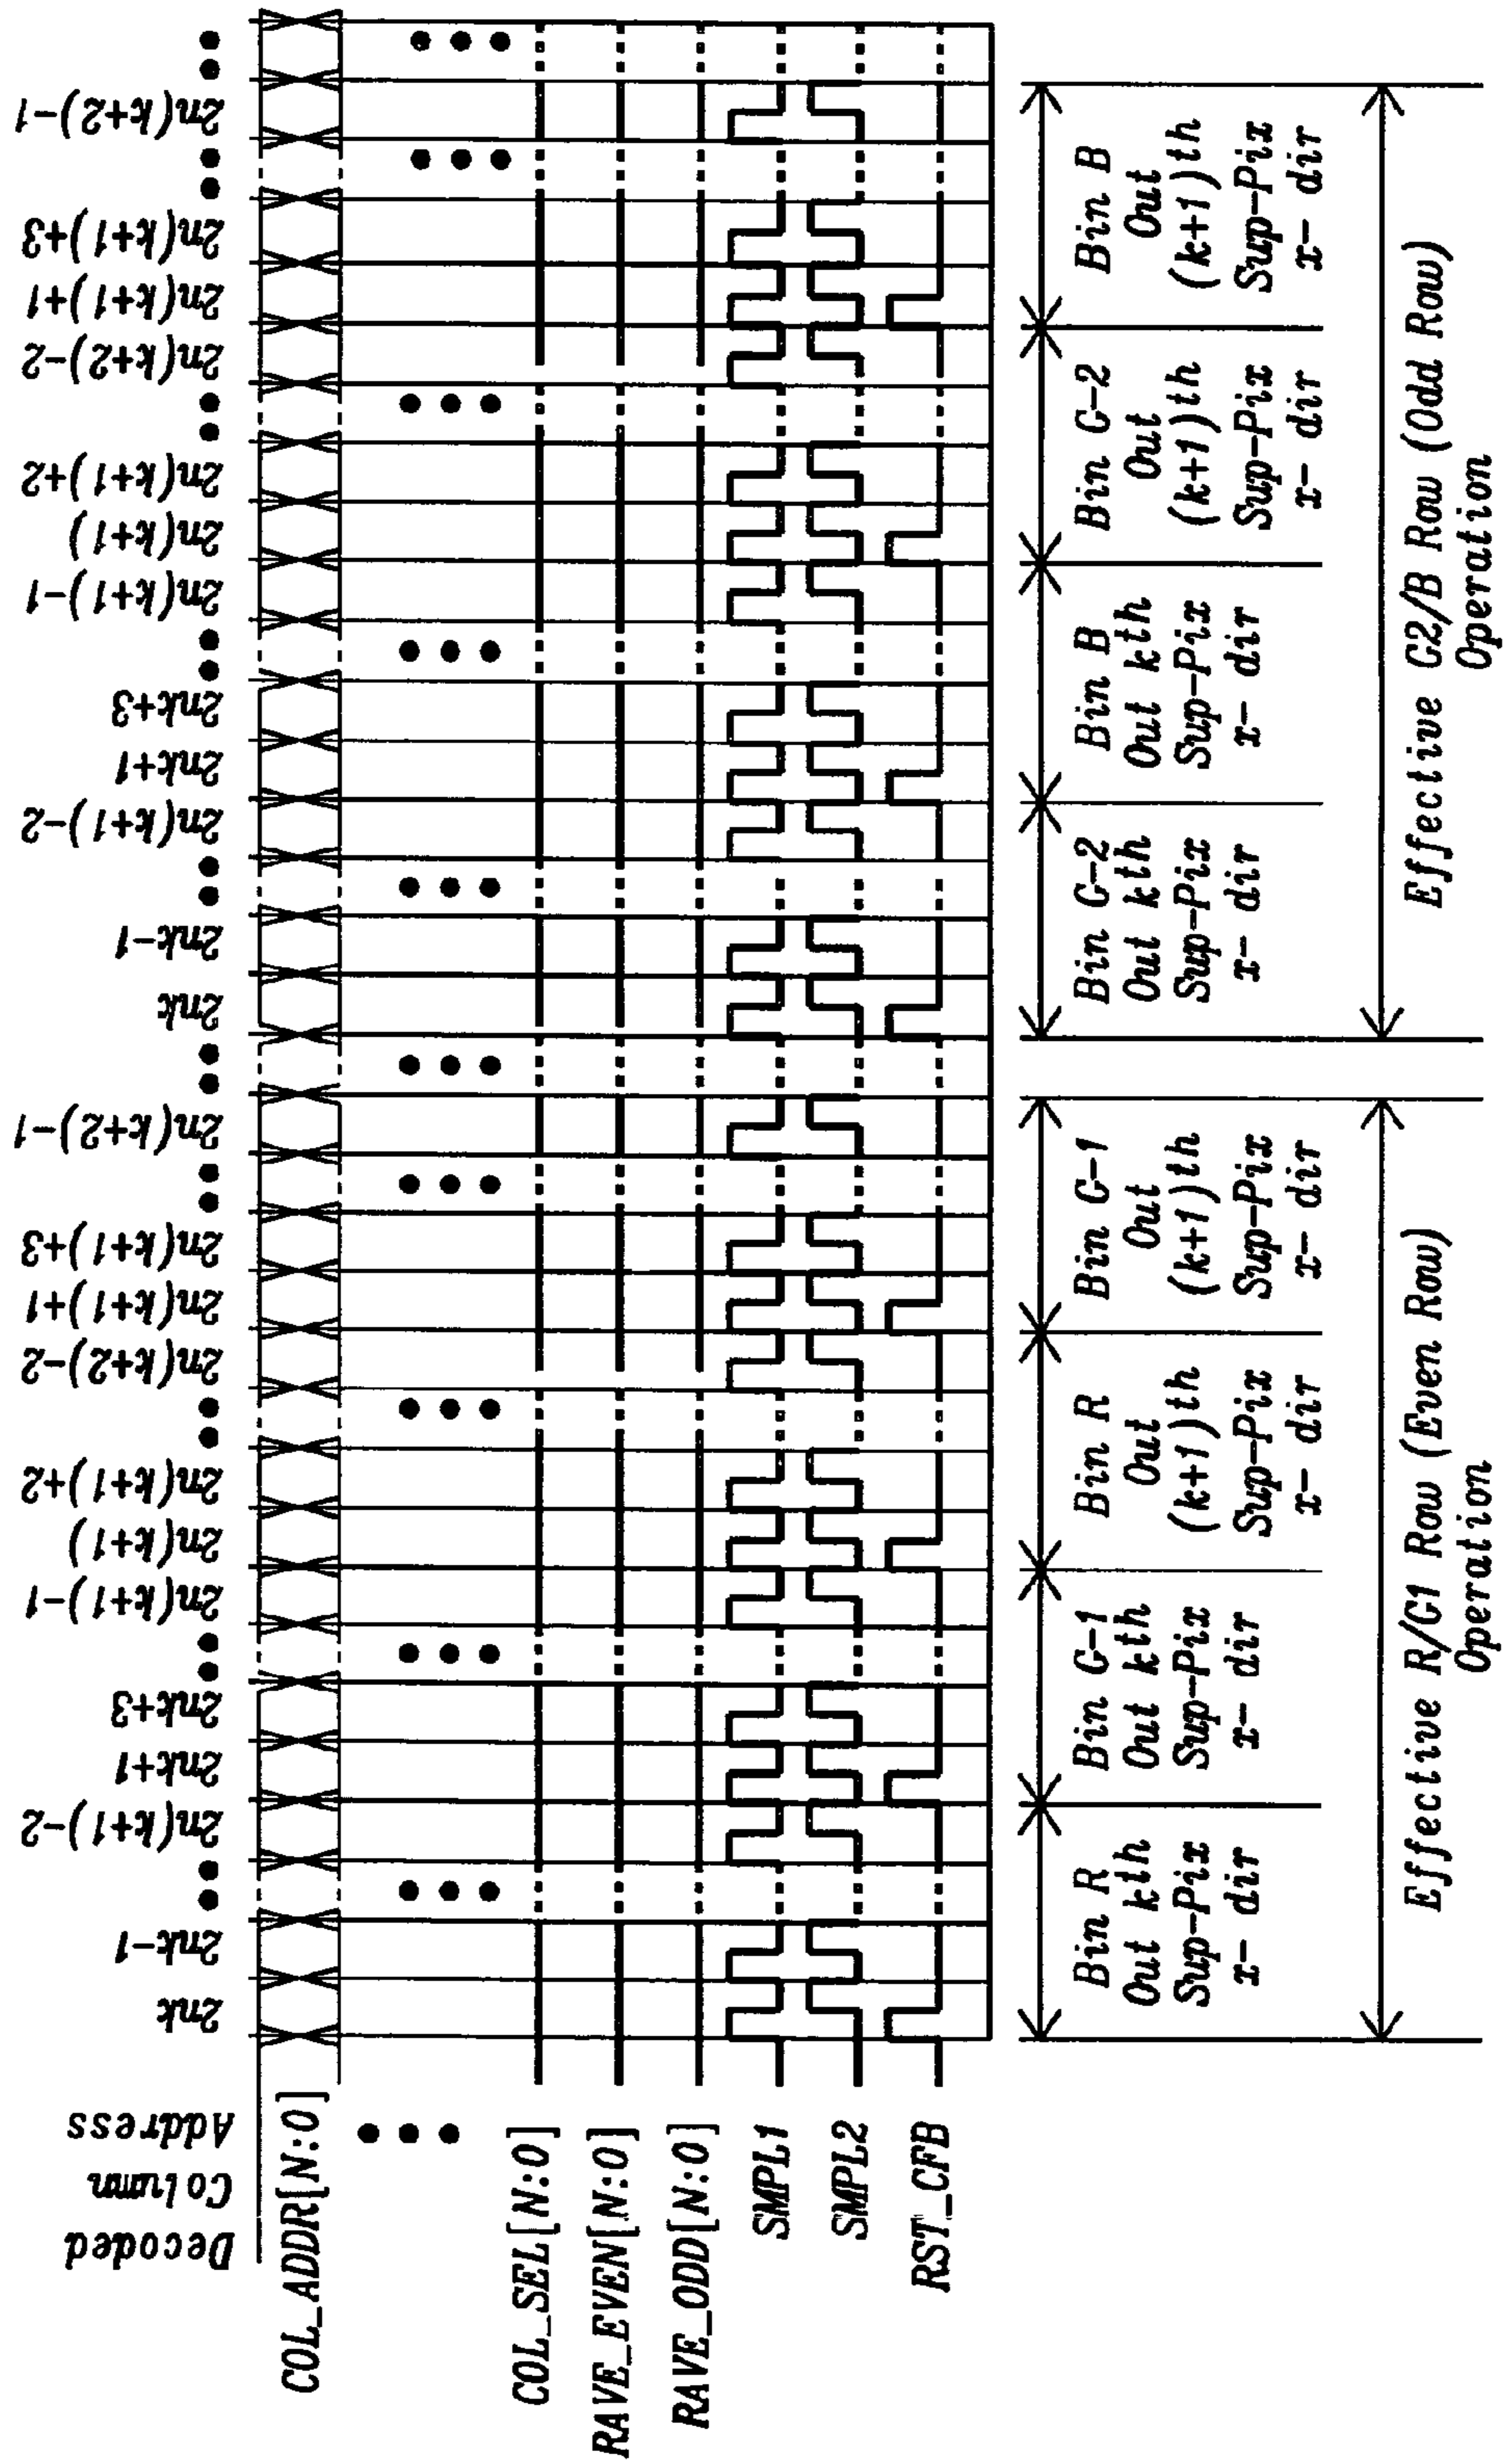 Decoded
Column
Address
2nk
2nk-1
2n(k+1)-2
2nk+1
2nk+3
2n(k+1)-1
2n(k+1)
2n(k+1)+2
2n(k+2)-2
2n(k+1)+1
2n(k+1)+3
2n(k+2)-1
2nk
2nk-1
2n(k+1)-2
2nk+1
2nk+3
2n(k+1)-1
2n(k+1)
2n(k+1)+2
2n(k+2)-2
2n(k+1)+1
2n(k+1)+3
2n(k+2)-1
COL_ADDR[N:0]
COL_SEL[N:0]
RAVE_EVEN[N:0]
RAVE_ODD[N:0]
SMPL1
SMPL2
RST_CFB
Bin R
Out kth
Sup-Pix
x- dir
Bin G-1
Out kth
Sup-Pix
x- dir
Bin R
Out
(k+1)th
Sup-Pix
x- dir
Bin G-1
Out
(k+1)th
Sup-Pix
x- dir
Bin G-2
Out kth
Sup-Pix
x- dir
Bin B
Out kth
Sup-Pix
x- dir
Bin G-2
Out
(k+1)th
Sup-Pix
x- dir
Bin B
Out
(k+1)th
Sup-Pix
x- dir
Effective R/G1 Row (Even Row)
Operation
Effective G2/B Row (Odd Row)
Operation